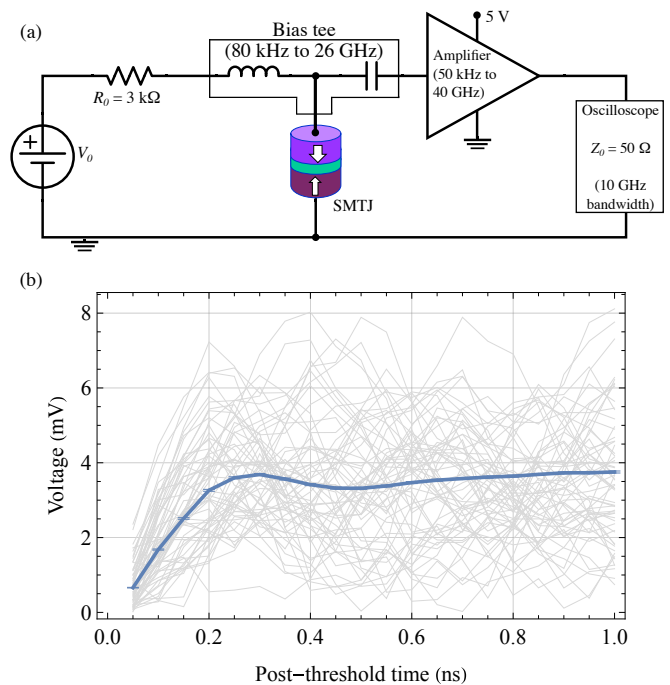 (a)
Bias tee
(80 kHz to 26 GHz)
5 V
Amplifier
(50 kHz to
40 GHz)
R₀ = 3 kΩ
+
V₀
SMTJ
Oscilloscope
Z₀ = 50 Ω
(10 GHz
bandwidth)
(b)
Voltage (mV)
8
6
4
2
0
0.0 0.2 0.4 0.6 0.8 1.0
Post−threshold time (ns)